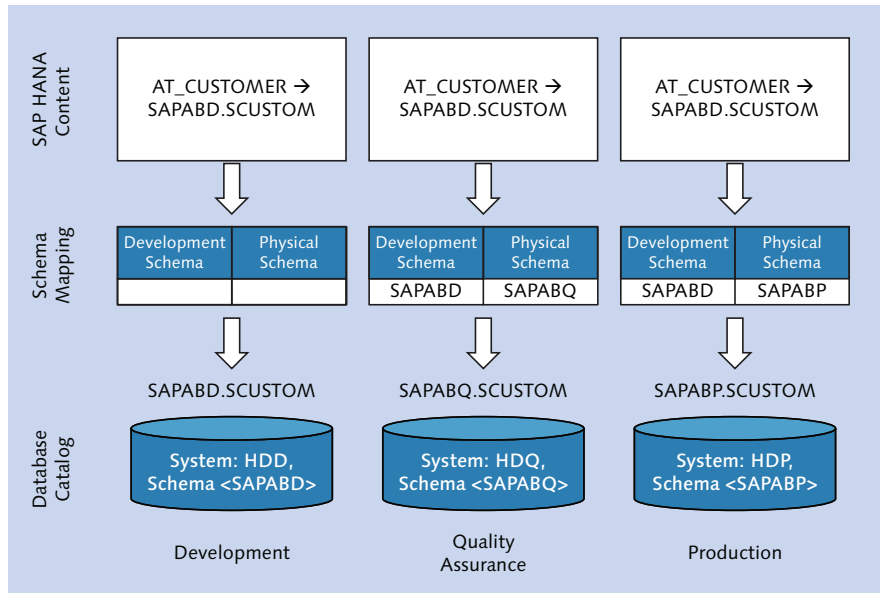 SAP HANA
Content
AT_CUSTOMER →
SAPABD.SCUSTOM
AT_CUSTOMER →
SAPABD.SCUSTOM
AT_CUSTOMER →
SAPABD.SCUSTOM
Schema
Mapping
Development
Schema
Physical
Schema
Development
Schema
Physical
Schema
SAPABD
SAPABQ
Development
Schema
Physical
Schema
SAPABD
SAPABP
Database
Catalog
SAPABD.SCUSTOM
System: HDD,
Schema <SAPABD>
SAPABQ.SCUSTOM
System: HDQ,
Schema <SAPABQ>
SAPABP.SCUSTOM
System: HDP,
Schema <SAPABP>
Development
Quality
Assurance
Production